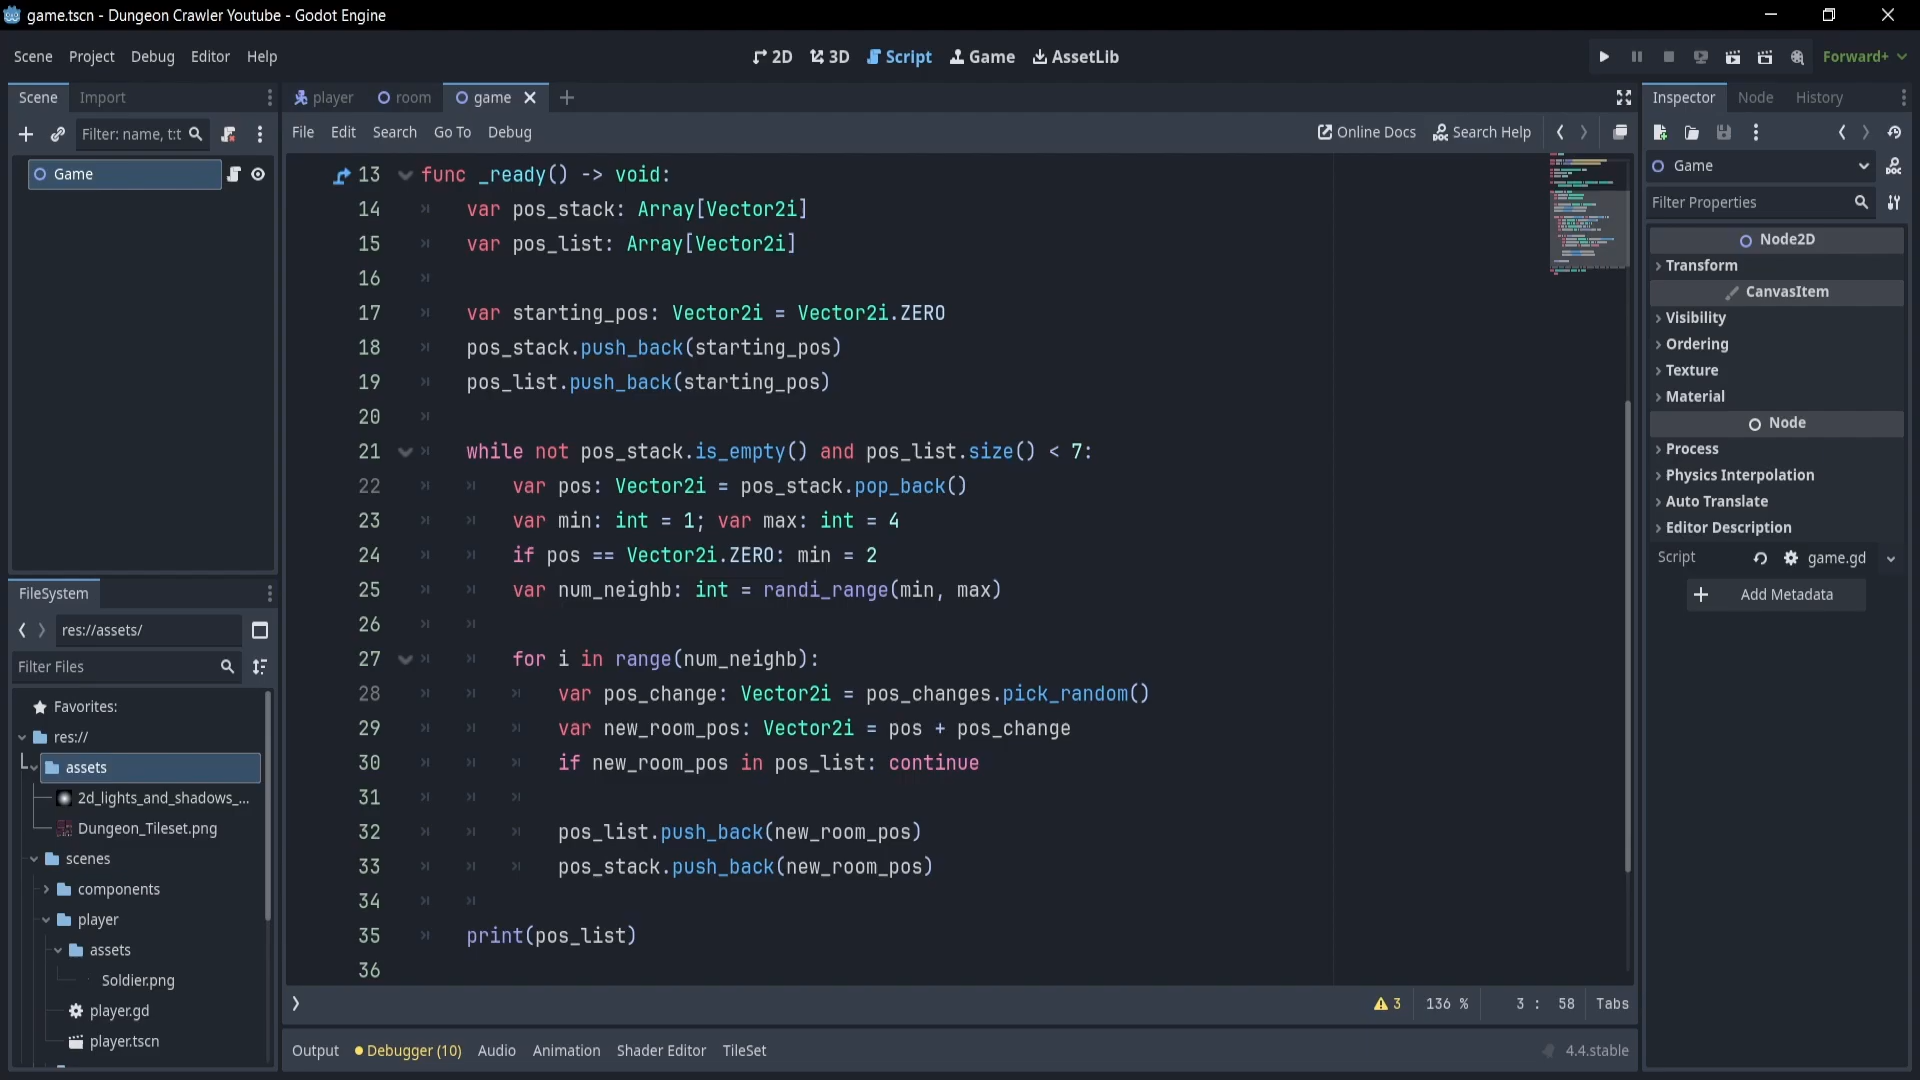 game.tscn - Dungeon Crawler Youtube - Godot Engine
Scene Project Debug Editor Help
2D 3D Script Game AssetLib
Forward+
Scene Import
player room game
Inspector Node History
Filter: name, t:t
File Edit Search Go To Debug
Online Docs Search Help
Game
Game
Filter Properties
Node2D
Transform
CanvasItem
Visibility
Ordering
Texture
Material
Node
Process
Physics Interpolation
Auto Translate
Editor Description
Script game.gd
Add Metadata
13 func _ready() -> void:
14 var pos_stack: Array[Vector2i]
15 var pos_list: Array[Vector2i]
16
17 var starting_pos: Vector2i = Vector2i.ZERO
18 pos_stack.push_back(starting_pos)
19 pos_list.push_back(starting_pos)
20
21 while not pos_stack.is_empty() and pos_list.size() < 7:
22 var pos: Vector2i = pos_stack.pop_back()
23 var min: int = 1; var max: int = 4
24 if pos == Vector2i.ZERO: min = 2
25 var num_neighb: int = randi_range(min, max)
26
27 for i in range(num_neighb):
28 var pos_change: Vector2i = pos_changes.pick_random()
29 var new_room_pos: Vector2i = pos + pos_change
30 if new_room_pos in pos_list: continue
31
32 pos_list.push_back(new_room_pos)
33 pos_stack.push_back(new_room_pos)
34
35 print(pos_list)
36
FileSystem
res://assets/
Filter Files
Favorites:
res://
assets
2d_lights_and_shadows_...
Dungeon_Tileset.png
scenes
components
player
assets
Soldier.png
player.gd
player.tscn
3 136 % 3 : 58 Tabs
Output Debugger (10) Audio Animation Shader Editor TileSet
4.4.stable